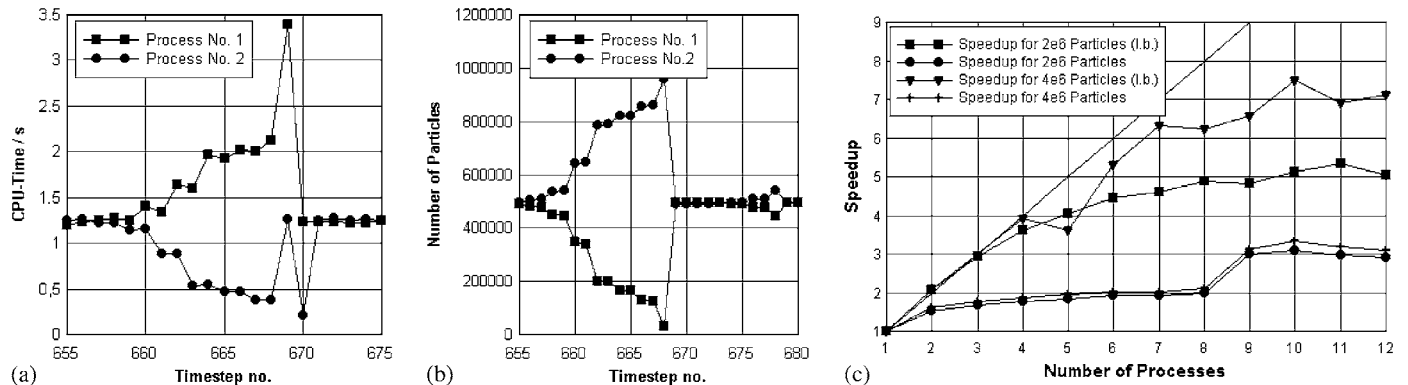 4
3.5
3
2.5
2
1.5
1
0,5
0
655
660
665
670
675
CPU-Time / s
Timestep no.
Process No. 1
Process No. 2
(a)
1200000
1000000
800000
600000
400000
200000
0
655
660
665
670
675
680
Number of Particles
Timestep no.
Process No. 1
Process No.2
(b)
9
8
7
6
5
4
3
2
1
1
2
3
4
5
6
7
8
9
10
11
12
Speedup
Number of Processes
Speedup for 2e6 Particles (l.b.)
Speedup for 2e6 Particles
Speedup for 4e6 Particles (l.b.)
Speedup for 4e6 Particles
(c)